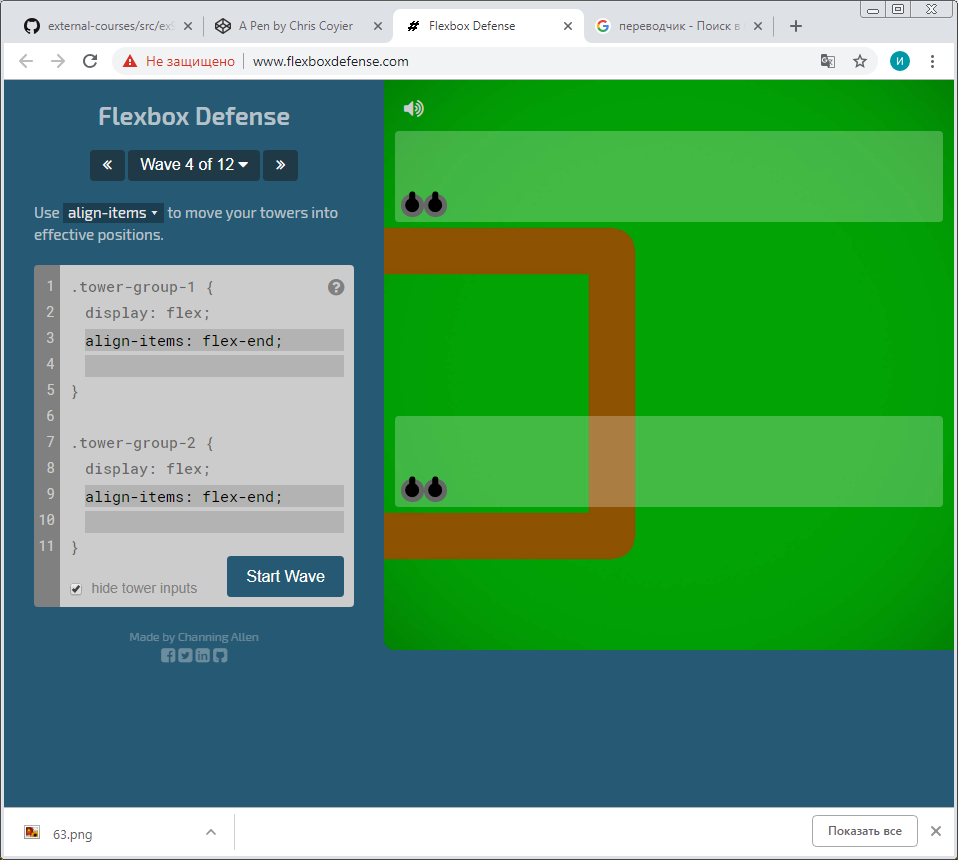 external-courses/src/ex
A Pen by Chris Coyier
Flexbox Defense
переводчик - Поиск в
Не защищено
www.flexboxdefense.com
И
Flexbox Defense
« Wave 4 of 12 »
Use align-items to move your towers into
effective positions.
1 .tower-group-1 {
?
2 display: flex;
3 align-items: flex-end;
4
5 }
6
7 .tower-group-2 {
8 display: flex;
9 align-items: flex-end;
10
11 }
hide tower inputs
Start Wave
Made by Channing Allen
63.png
Показать все